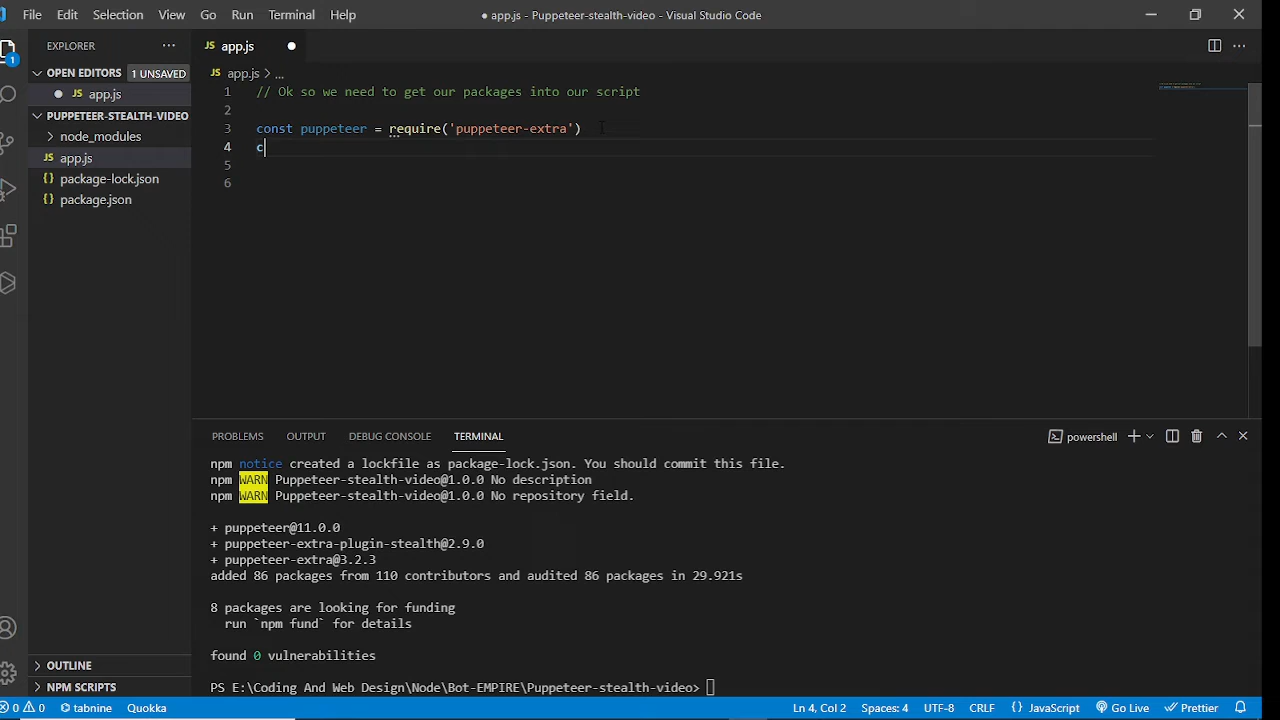 File Edit Selection View Go Run Terminal Help
● app.js - Puppeteer-stealth-video - Visual Studio Code
EXPLORER ...
JS app.js ●
OPEN EDITORS 1 UNSAVED
● JS app.js
PUPPETEER-STEALTH-VIDEO
node_modules
JS app.js
{} package-lock.json
{} package.json
OUTLINE
NPM SCRIPTS
1
JS app.js > ...
1 // Ok so we need to get our packages into our script
2
3 const puppeteer = require('puppeteer-extra')
4 c
5
6
PROBLEMS OUTPUT DEBUG CONSOLE TERMINAL
powershell
npm notice created a lockfile as package-lock.json. You should commit this file.
npm WARN Puppeteer-stealth-video@1.0.0 No description
npm WARN Puppeteer-stealth-video@1.0.0 No repository field.
+ puppeteer@11.0.0
+ puppeteer-extra-plugin-stealth@2.9.0
+ puppeteer-extra@3.2.3
added 86 packages from 110 contributors and audited 86 packages in 29.921s
8 packages are looking for funding
run `npm fund` for details
found 0 vulnerabilities
PS E:\Coding And Web Design\Node\Bot-EMPIRE\Puppeteer-stealth-video>
0 0 tabnine Quokka Ln 4, Col 2 Spaces: 4 UTF-8 CRLF {} JavaScript Go Live Prettier